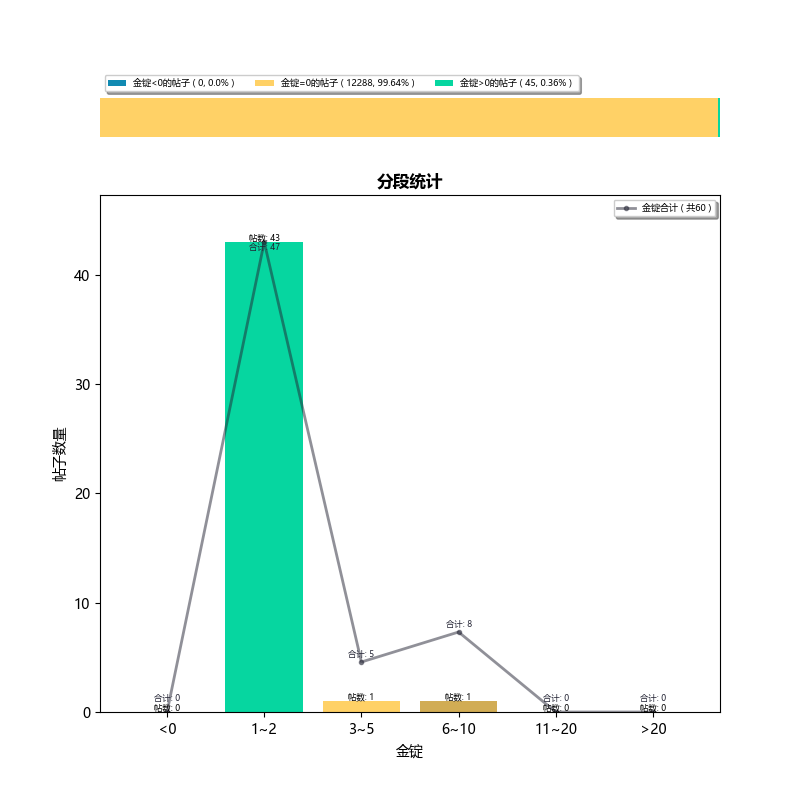 金锭<0的帖子 ( 0, 0.0% ) 金锭=0的帖子 ( 12288, 99.64% ) 金锭>0的帖子 ( 45, 0.36% )
分段统计
金锭合计 ( 共60 )
帖数: 43
合计: 47
40
30
帖子数量
20
10
合计: 8
合计: 5
合计: 0 帖数: 1 帖数: 1 合计: 0 合计: 0
帖数: 0 帖数: 0 帖数: 0
0
<0 1~2 3~5 6~10 11~20 >20
金锭